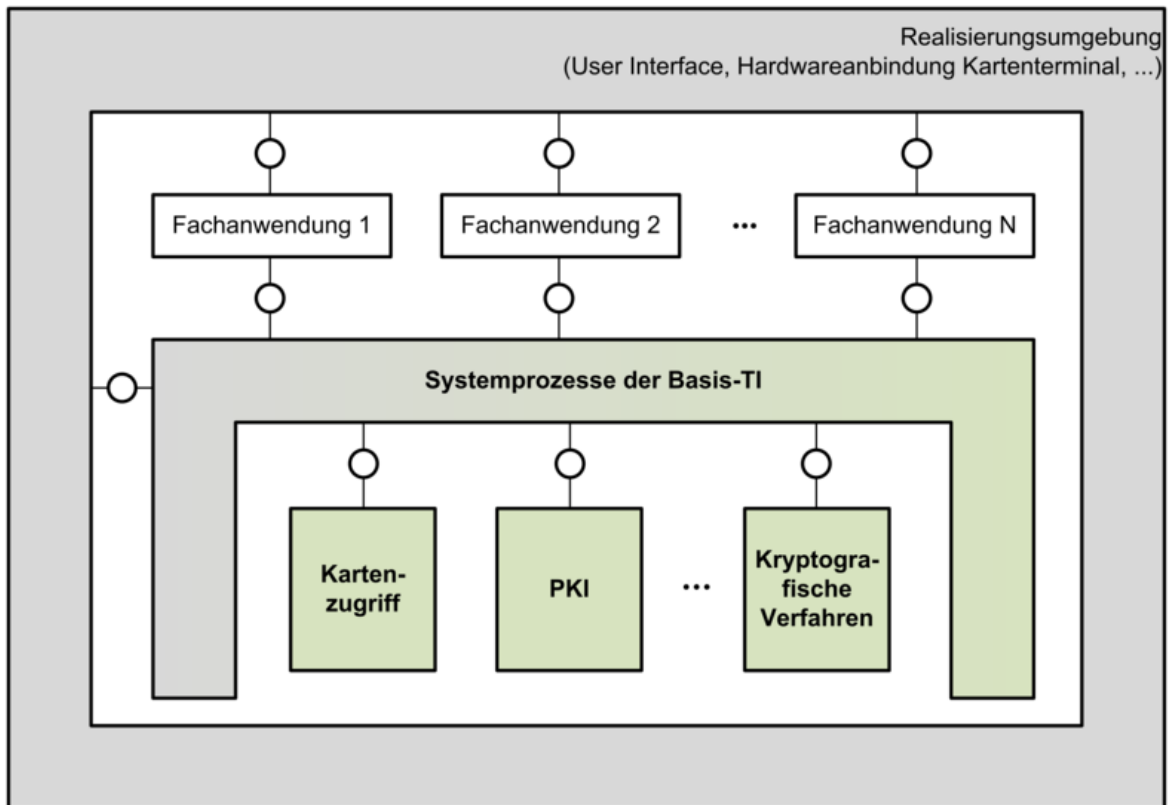 Realisierungsumgebung
(User Interface, Hardwareanbindung Kartenterminal, ...)
Fachanwendung 1
Fachanwendung 2
...
Fachanwendung N
Systemprozesse der Basis-TI
Karten-
zugriff
PKI
...
Kryptogra-
fische
Verfahren